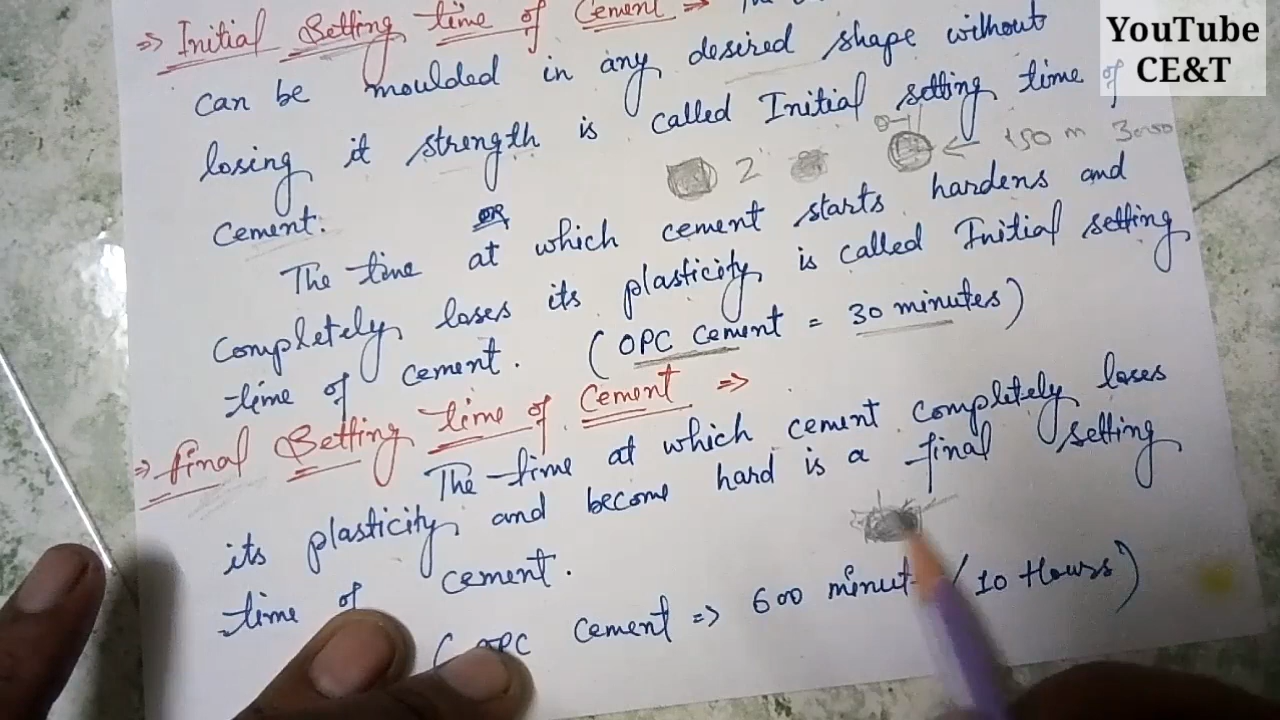 YouTube
CE&T
⇒ Initial Setting time of Cement ⇒ The
can be moulded in any desired shape without
losing it strength is called Initial setting time of
cement.
2
150 m
OR
The time at which cement starts hardens and
Completely loses its plasticity is called Initial setting
time of cement. (OPC cement = 30 minutes)
⇒ final Setting time of Cement ⇒
The time at which cement completely loses
its plasticity and become hard is a final setting
time of cement.
(OPC cement ⇒ 600 minut / 10 Hours)